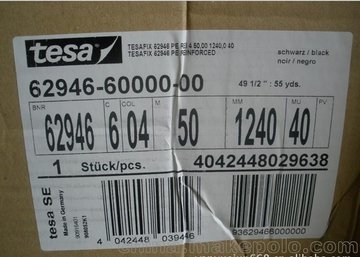 tesa
TESAFIX 62946 PE RE 4 50,00 1240,0 40
TESAFIX 62946 PE REINFORCED
schwarz / black
noir / negro
62946-60000-00
49 1/2" : 55 yds.
BNR C COL M MM MU PV
62946 6 04 50 1240 40
1 Stück/pcs. 4042448029638
tesa SE
Made in Germany
4 042448 039446
93629466000000